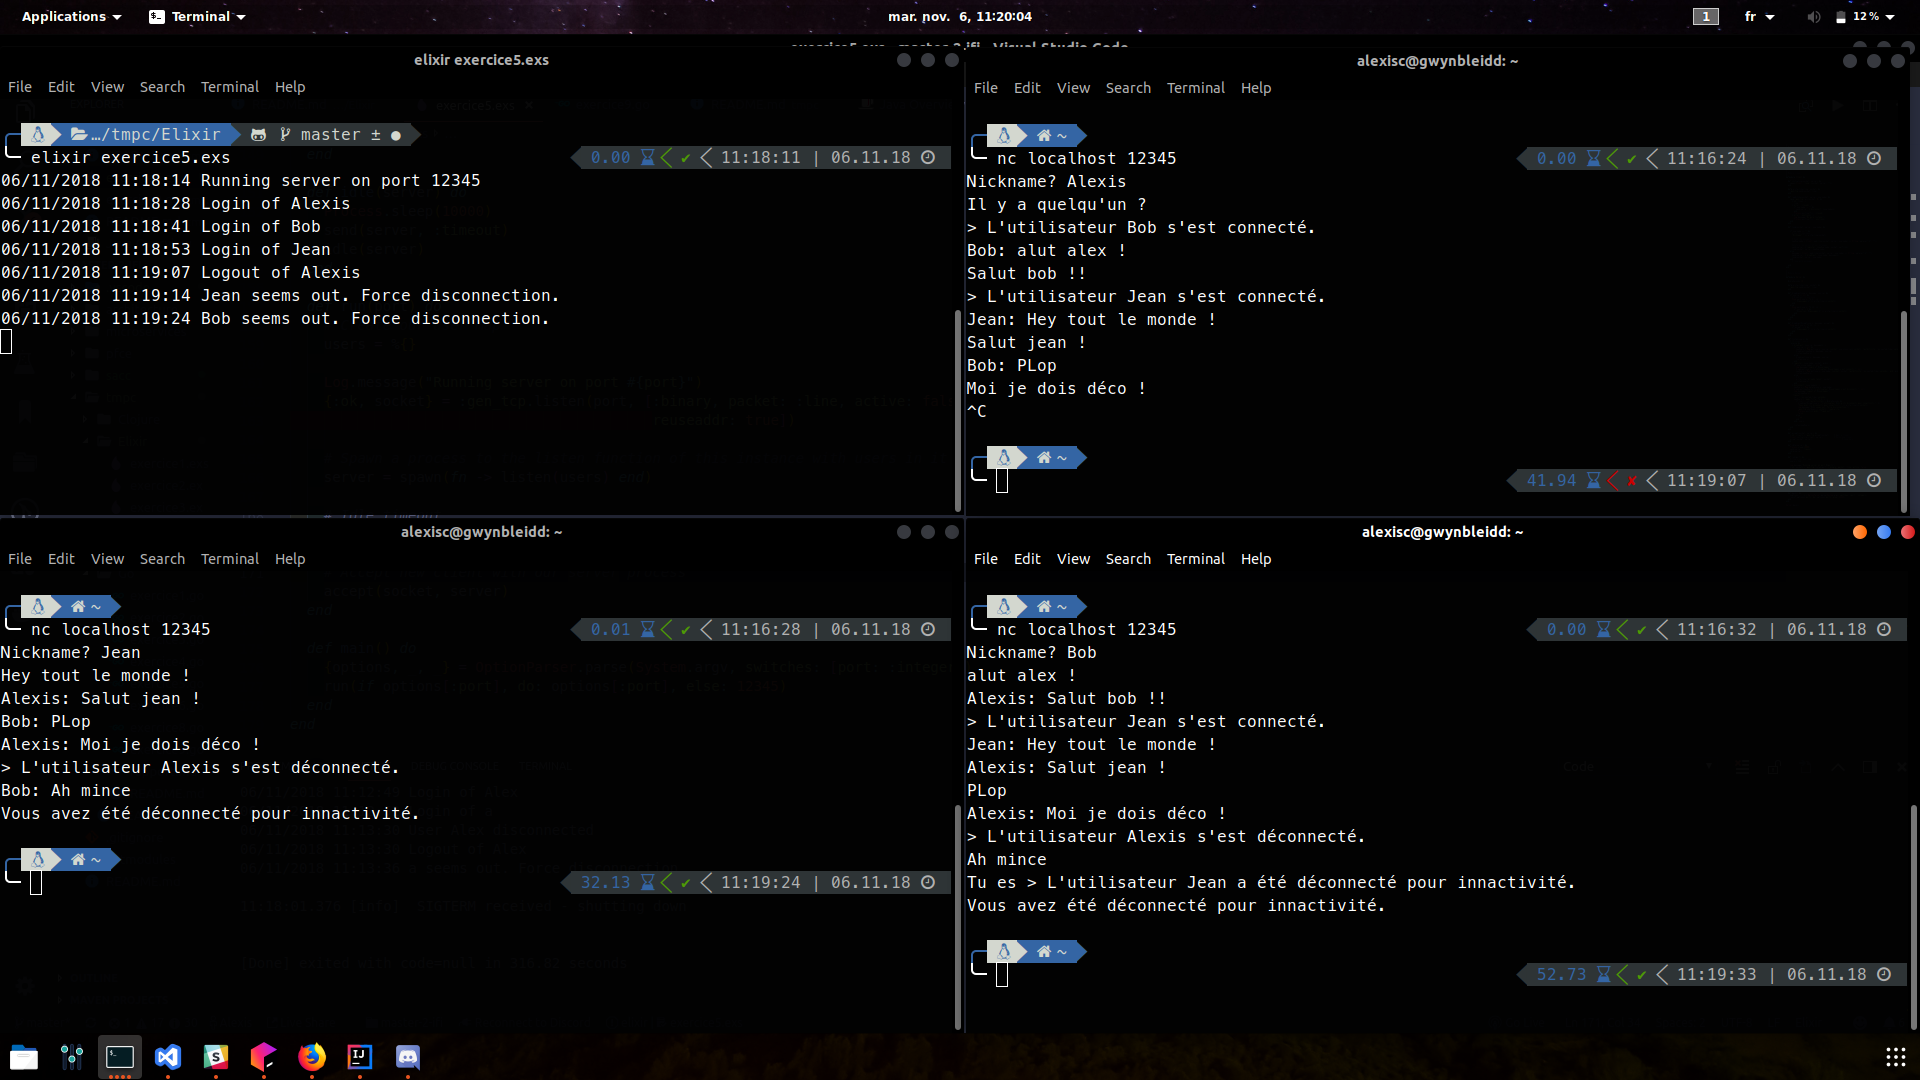 Applications
Terminal
mar. nov. 6, 11:20:04
1
fr
12%
elixir exercice5.exs
File Edit View Search Terminal Help
…/tmpc/Elixir master ± ●
elixir exercice5.exs
0.00 ✔ 11:18:11 | 06.11.18
06/11/2018 11:18:14 Running server on port 12345
06/11/2018 11:18:28 Login of Alexis
06/11/2018 11:18:41 Login of Bob
06/11/2018 11:18:53 Login of Jean
06/11/2018 11:19:07 Logout of Alexis
06/11/2018 11:19:14 Jean seems out. Force disconnection.
06/11/2018 11:19:24 Bob seems out. Force disconnection.
alexisc@gwynbleidd: ~
File Edit View Search Terminal Help
~
nc localhost 12345
0.00 ✔ 11:16:24 | 06.11.18
Nickname? Alexis
Il y a quelqu'un ?
> L'utilisateur Bob s'est connecté.
Bob: alut alex !
Salut bob !!
> L'utilisateur Jean s'est connecté.
Jean: Hey tout le monde !
Salut jean !
Bob: PLop
Moi je dois déco !
^C
~
41.94 ✘ 11:19:07 | 06.11.18
alexisc@gwynbleidd: ~
File Edit View Search Terminal Help
~
nc localhost 12345
0.01 ✔ 11:16:28 | 06.11.18
Nickname? Jean
Hey tout le monde !
Alexis: Salut jean !
Bob: PLop
Alexis: Moi je dois déco !
> L'utilisateur Alexis s'est déconnecté.
Bob: Ah mince
Vous avez été déconnecté pour innactivité.
~
32.13 ✔ 11:19:24 | 06.11.18
alexisc@gwynbleidd: ~
File Edit View Search Terminal Help
~
nc localhost 12345
0.00 ✔ 11:16:32 | 06.11.18
Nickname? Bob
alut alex !
Alexis: Salut bob !!
> L'utilisateur Jean s'est connecté.
Jean: Hey tout le monde !
Alexis: Salut jean !
PLop
Alexis: Moi je dois déco !
> L'utilisateur Alexis s'est déconnecté.
Ah mince
Tu es > L'utilisateur Jean a été déconnecté pour innactivité.
Vous avez été déconnecté pour innactivité.
~
52.73 ✔ 11:19:33 | 06.11.18